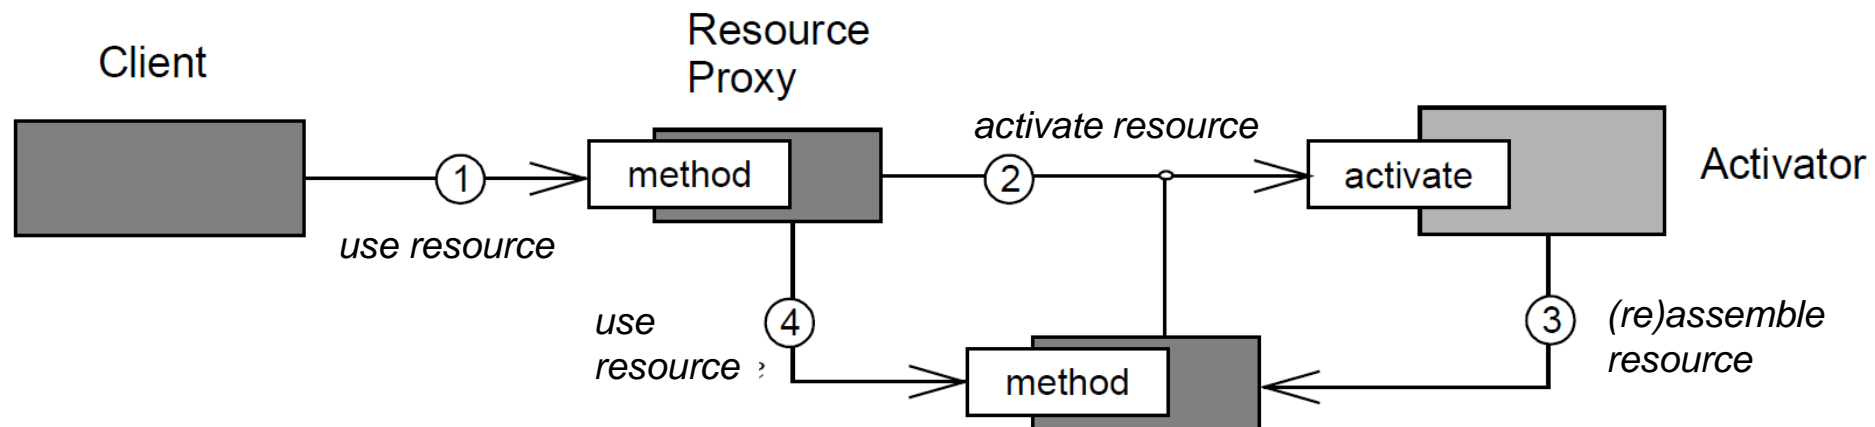 Client
Resource
Proxy
method
1
use resource
activate resource
2
activate
Activator
use
resource
4
method
3
(re)assemble
resource